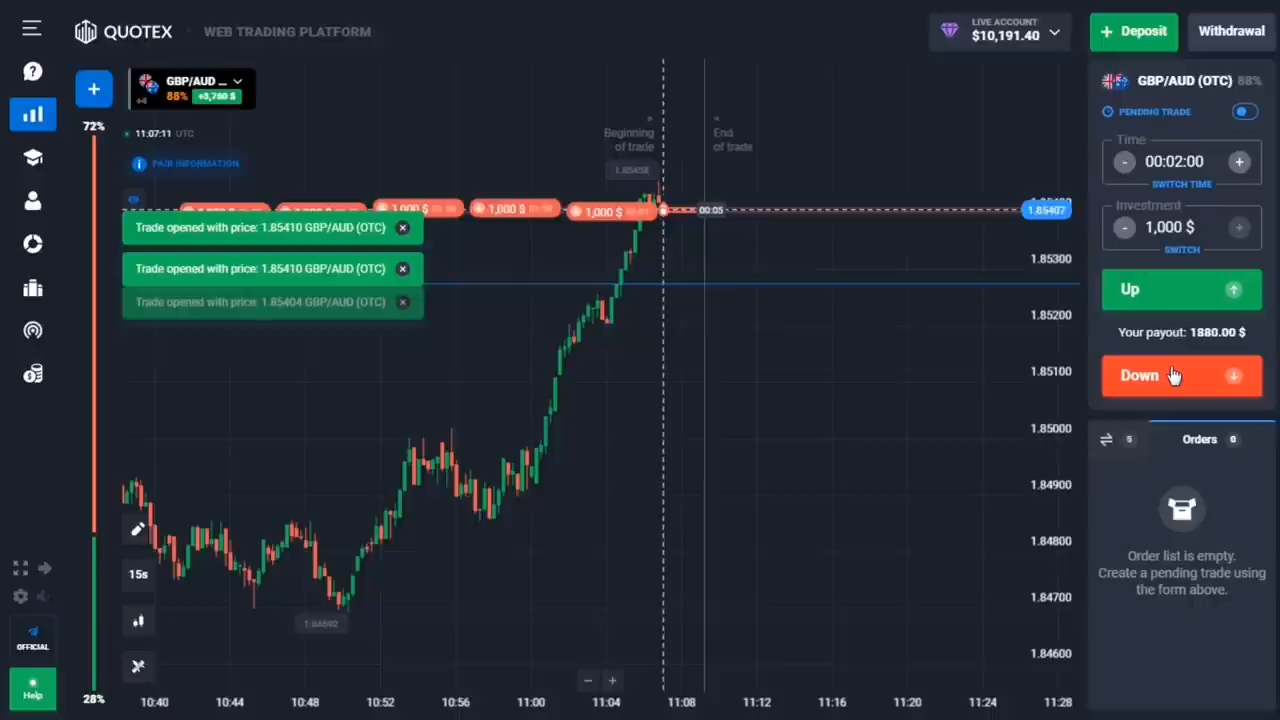 QUOTEX
WEB TRADING PLATFORM
LIVE ACCOUNT
$10,191.40
+ Deposit
Withdrawal
+
GBP/AUD ...
88%
+3,760 $
72%
11:07:11 UTC
PAIR INFORMATION
Beginning
of trade
End
of trade
1,000 $
1,000 $
1,000 $
00:05
1.85407
Trade opened with price: 1.85410 GBP/AUD (OTC)
Trade opened with price: 1.85410 GBP/AUD (OTC)
Trade opened with price: 1.85404 GBP/AUD (OTC)
1.85300
1.85200
1.85100
1.85000
1.84900
1.84800
1.84700
1.84600
15s
OFFICIAL
Help
28%
10:40
10:44
10:48
10:52
10:56
11:00
11:04
11:08
11:12
11:16
11:20
11:24
11:28
GBP/AUD (OTC) 88%
PENDING TRADE
Time
- 00:02:00 +
SWITCH TIME
Investment
- 1,000 $ +
SWITCH
Up
Your payout: 1880.00 $
Down
5
Orders
Order list is empty.
Create a pending trade using
the form above.